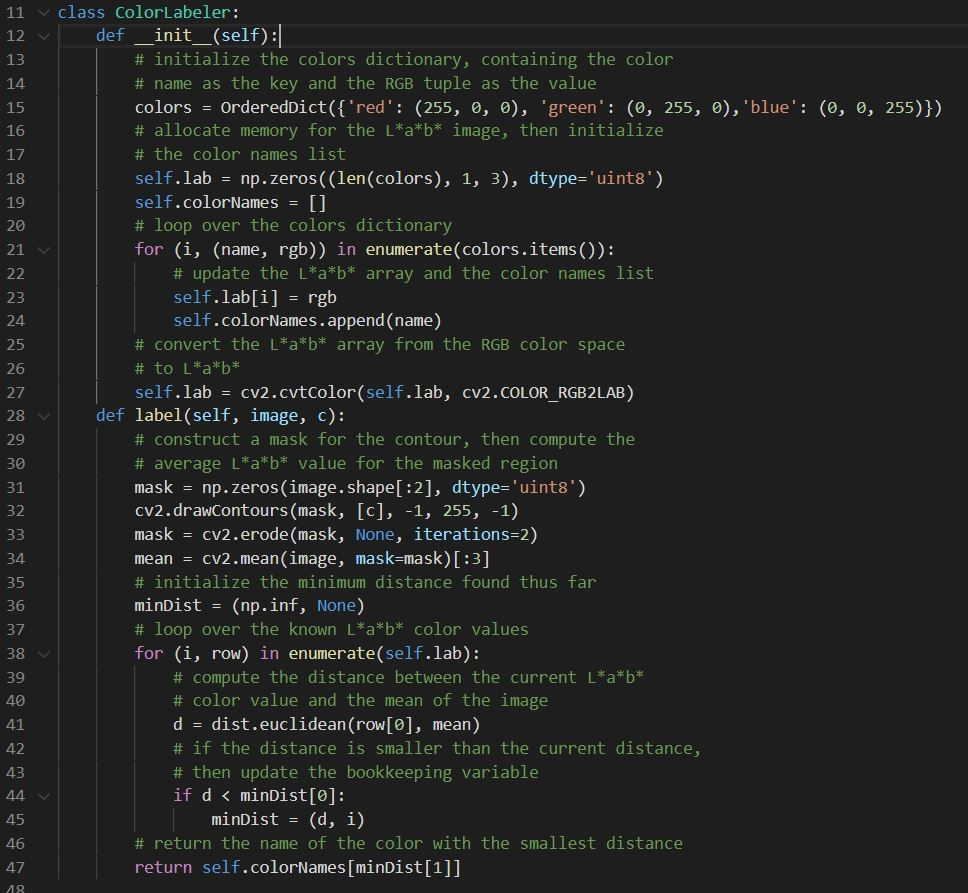 11 class ColorLabeler:
12     def __init__(self):
13         # initialize the colors dictionary, containing the color
14         # name as the key and the RGB tuple as the value
15         colors = OrderedDict({'red': (255, 0, 0), 'green': (0, 255, 0),'blue': (0, 0, 255)})
16         # allocate memory for the L*a*b* image, then initialize
17         # the color names list
18         self.lab = np.zeros((len(colors), 1, 3), dtype='uint8')
19         self.colorNames = []
20         # loop over the colors dictionary
21         for (i, (name, rgb)) in enumerate(colors.items()):
22             # update the L*a*b* array and the color names list
23             self.lab[i] = rgb
24             self.colorNames.append(name)
25         # convert the L*a*b* array from the RGB color space
26         # to L*a*b*
27         self.lab = cv2.cvtColor(self.lab, cv2.COLOR_RGB2LAB)
28     def label(self, image, c):
29         # construct a mask for the contour, then compute the
30         # average L*a*b* value for the masked region
31         mask = np.zeros(image.shape[:2], dtype='uint8')
32         cv2.drawContours(mask, [c], -1, 255, -1)
33         mask = cv2.erode(mask, None, iterations=2)
34         mean = cv2.mean(image, mask=mask)[:3]
35         # initialize the minimum distance found thus far
36         minDist = (np.inf, None)
37         # loop over the known L*a*b* color values
38         for (i, row) in enumerate(self.lab):
39             # compute the distance between the current L*a*b*
40             # color value and the mean of the image
41             d = dist.euclidean(row[0], mean)
42             # if the distance is smaller than the current distance,
43             # then update the bookkeeping variable
44             if d < minDist[0]:
45                 minDist = (d, i)
46         # return the name of the color with the smallest distance
47         return self.colorNames[minDist[1]]
48